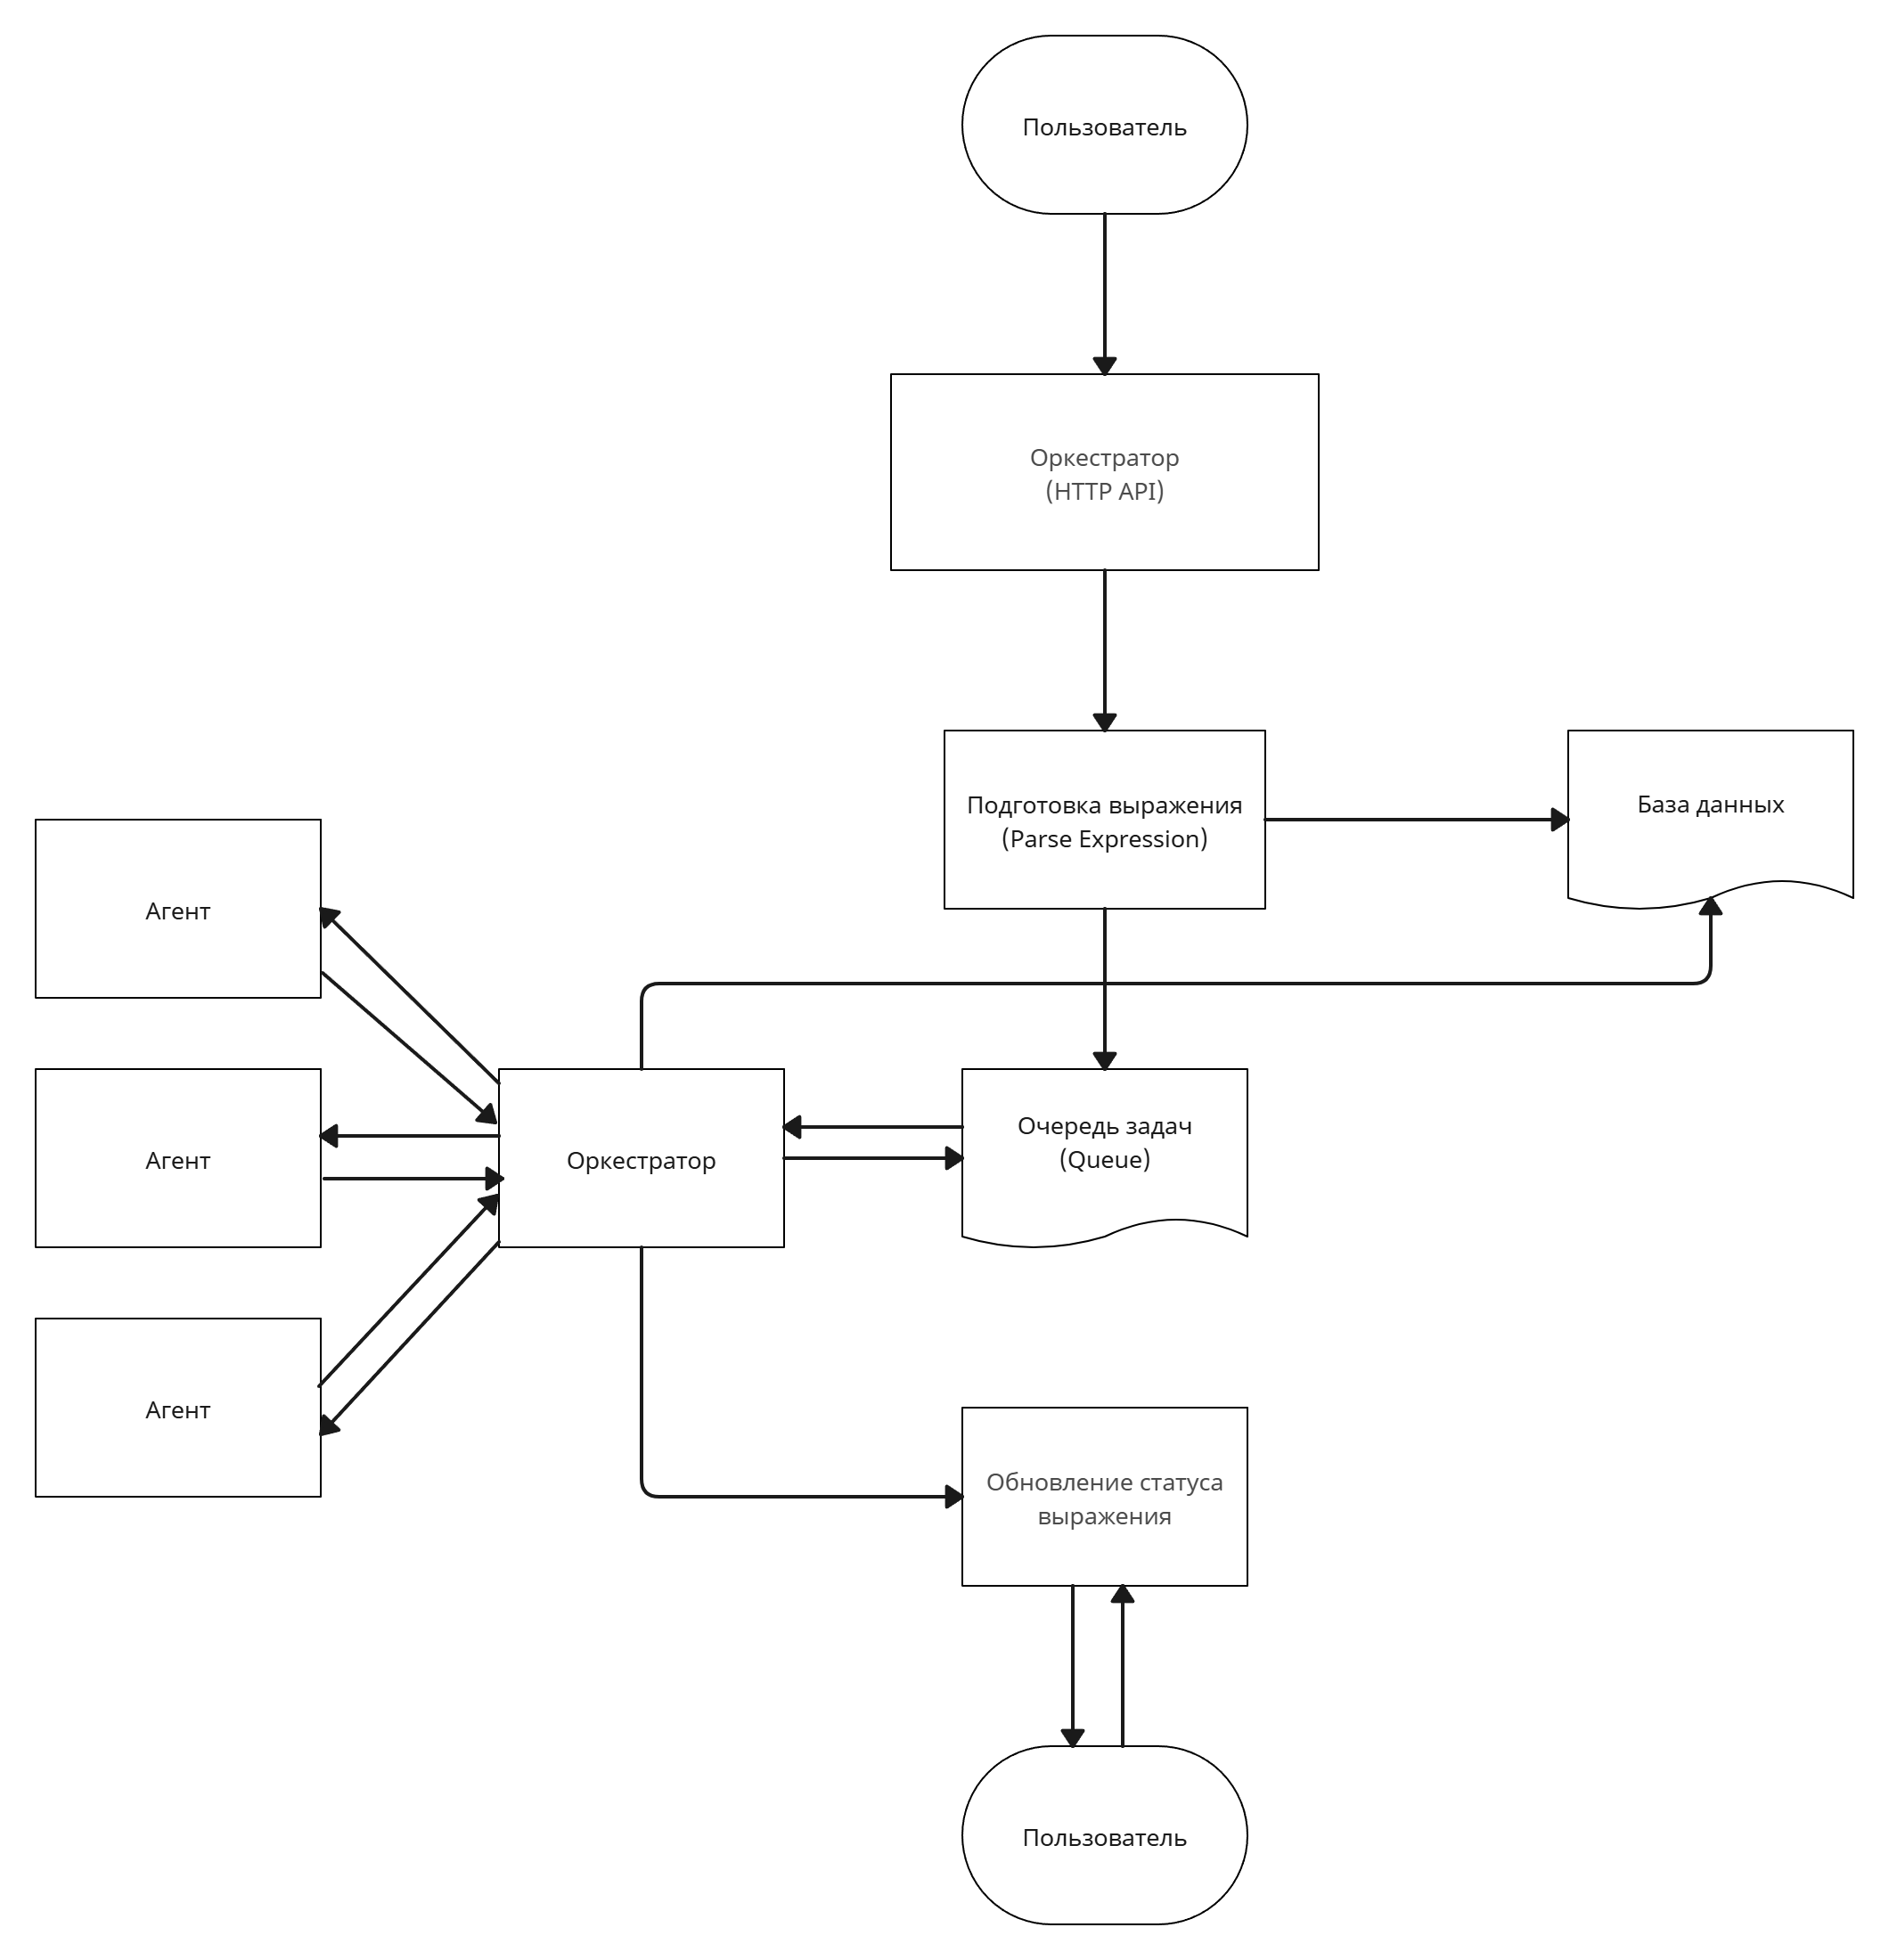 Пользователь
Оркестратор
(HTTP API)
Подготовка выражения
(Parse Expression)
База данных
Агент
Агент
Оркестратор
Очередь задач
(Queue)
Агент
Обновление статуса
выражения
Пользователь